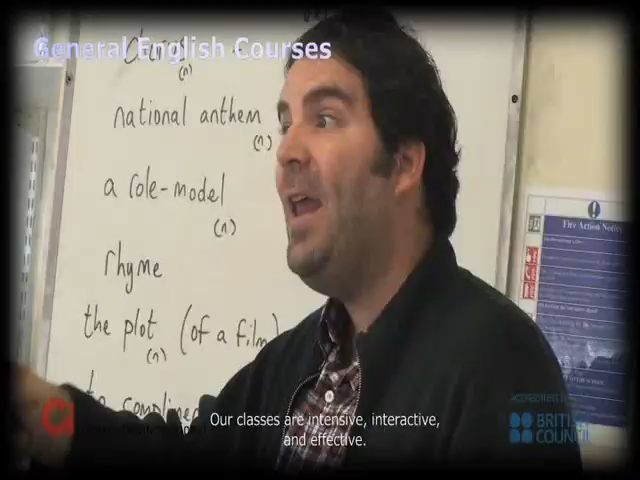 General English Courses
(n)
national anthem
(n)
a role-model
(n)
rhyme
the plot (of a film)
(n)
to
Our classes are intensive, interactive,
and effective.
Fire Action Notice
BRITISH
COUNCIL